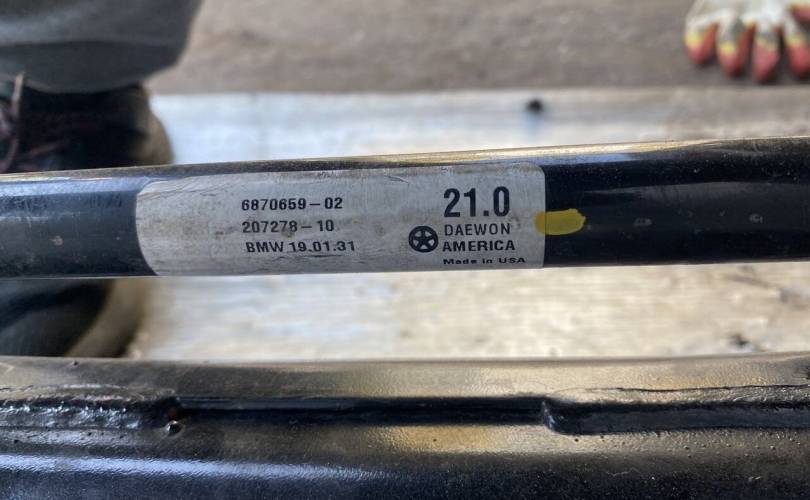 6870659-02
207278-10
BMW 19.01.31
21.0
DAEWON
AMERICA
Made in USA